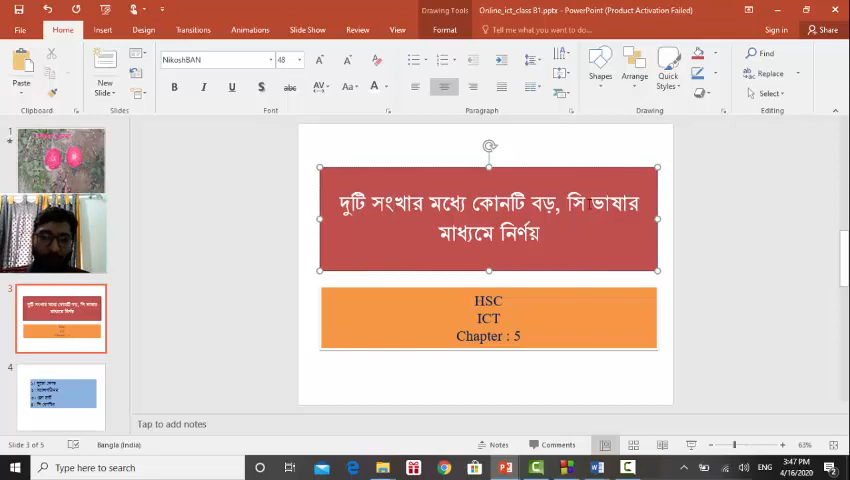 Online_ict_class B1.pptx - PowerPoint (Product Activation Failed)
Drawing Tools
Sign in
Share
File
Home
Insert
Design
Transitions
Animations
Slide Show
Review
View
Format
Tell me what you want to do...
Paste
New
Slide
NikoshBAN
48
Shapes
Arrange
Quick
Styles
Find
Replace
Select
Clipboard
Slides
Font
Paragraph
Drawing
Editing
1
3
4
দুটি সংখার মধ্যে কোনটি বড়, সি ভাষার
মাধ্যমে নির্ণয়
HSC
ICT
Chapter : 5
Tap to add notes
Slide 3 of 5
Bangla (India)
Notes
Comments
63%
Type here to search
ENG
3:47 PM
4/16/2020